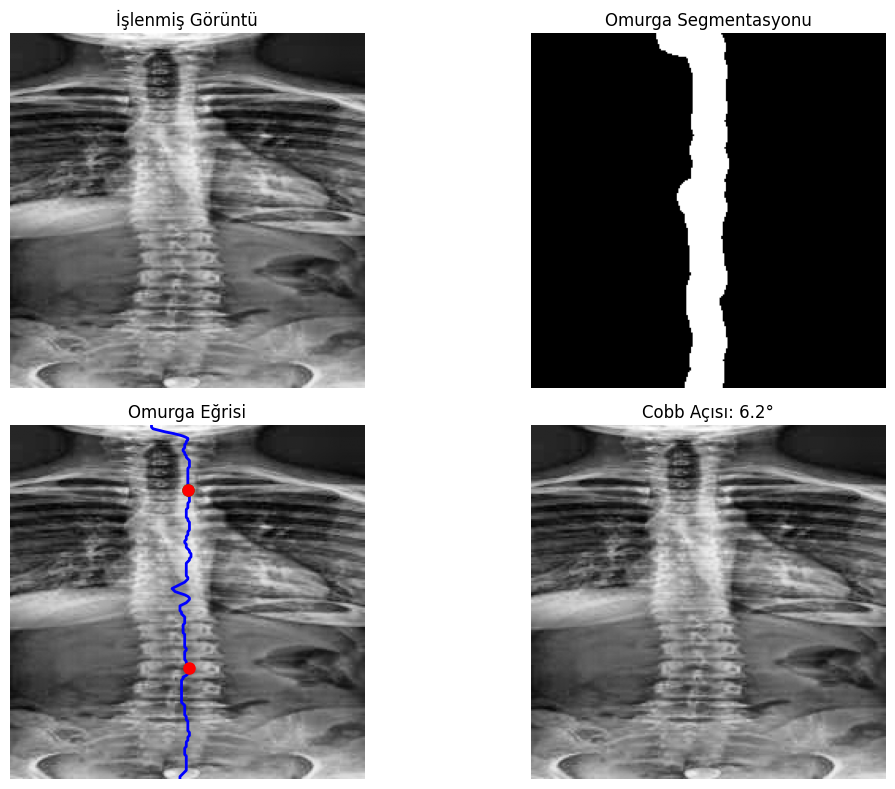 İşlenmiş Görüntü
Omurga Segmentasyonu
Omurga Eğrisi
Cobb Açısı: 6.2°